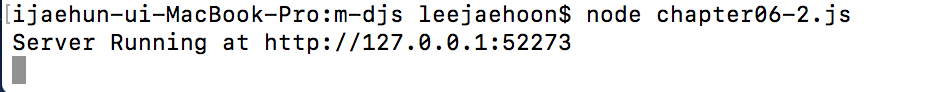 [ijaehun-ui-MacBook-Pro:m-djs leejaehoon$ node chapter06-2.js
Server Running at http://127.0.0.1:52273